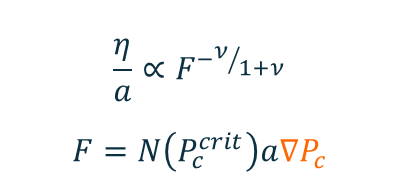 η/a ∝ F^{-ν/1+ν}
F = N(P_c^{crit})a∇P_c